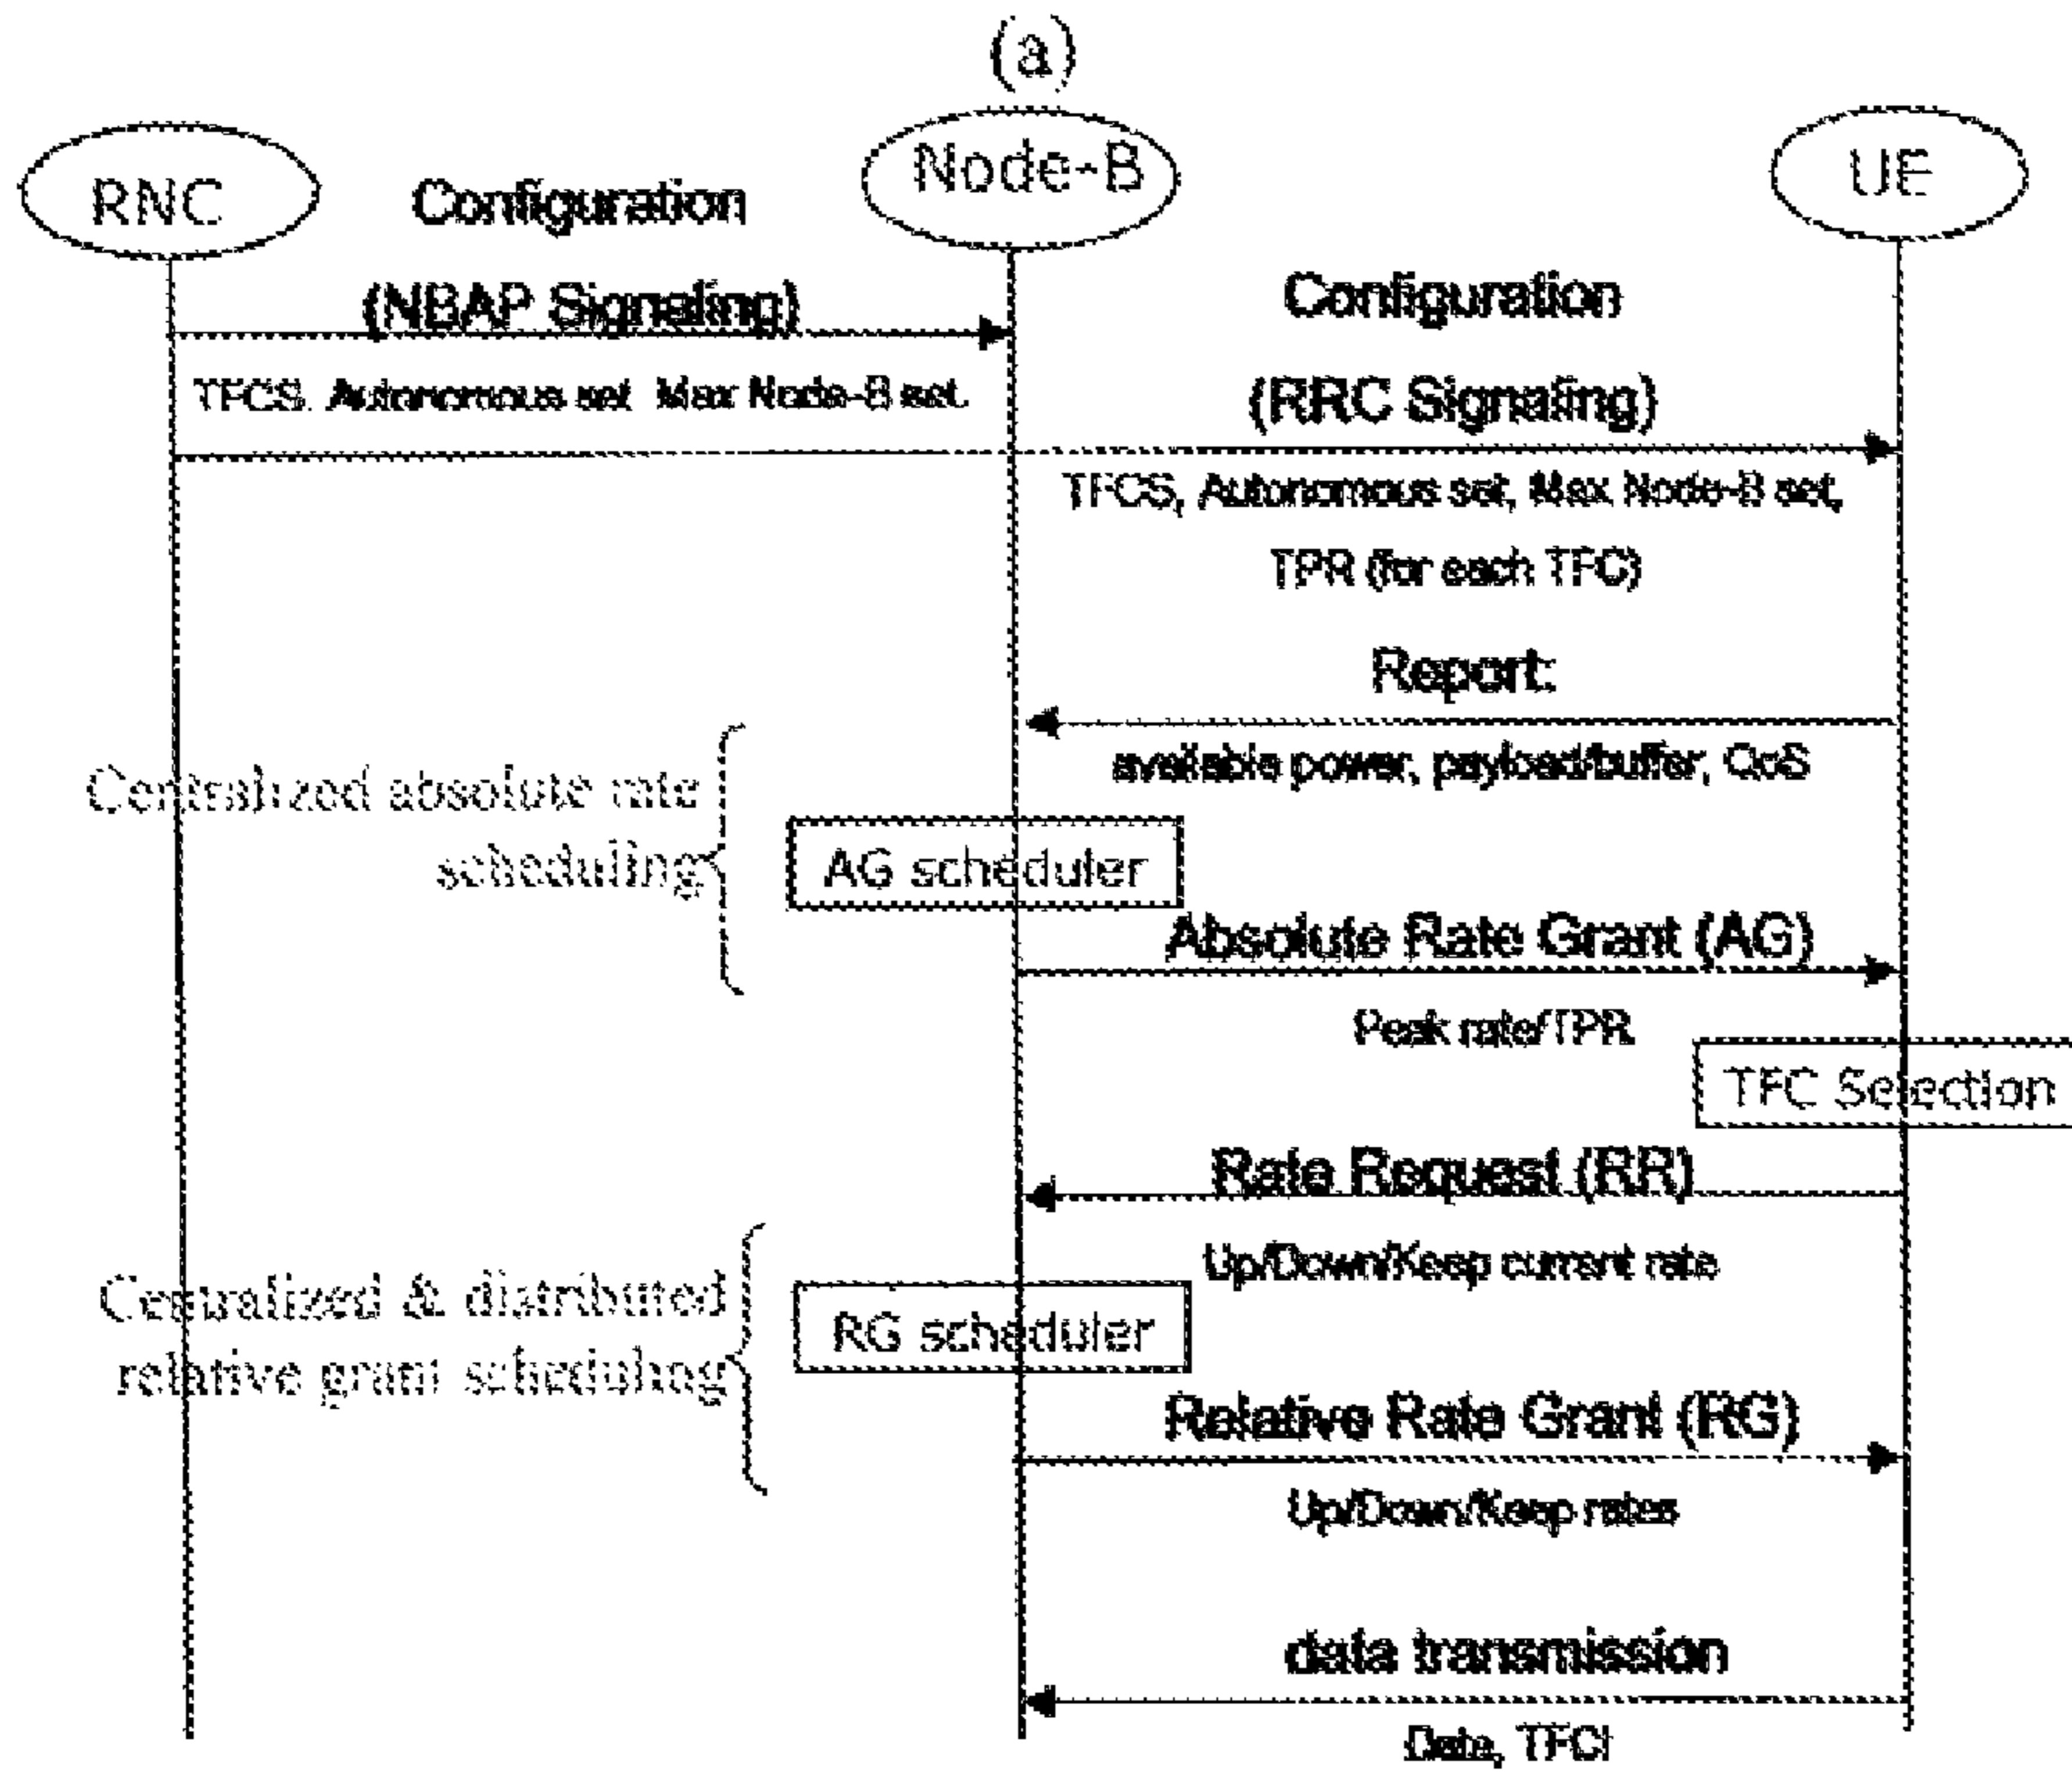 (a)
RNC
Node-B
UE
Configuration
(NBAP Signaling)
TFCS. Autonomous set. Max Node-B set.
Configuration
(RRC Signaling)
TFCS, Autonomous set, Max Node-B set,
TPR (for each TFC)
Report:
available power, payload/buffer, QoS
Centralized absolute rate
scheduling
AG scheduler
Absolute Rate Grant (AG)
Peak rate/TPR
TFC Selection
Rate Request (RR)
Up/Down/Keep current rate
Centralized & distributed
relative grant scheduling
RG scheduler
Relative Rate Grant (RG)
Up/Down/Keep rates
data transmission
Data, TFCI